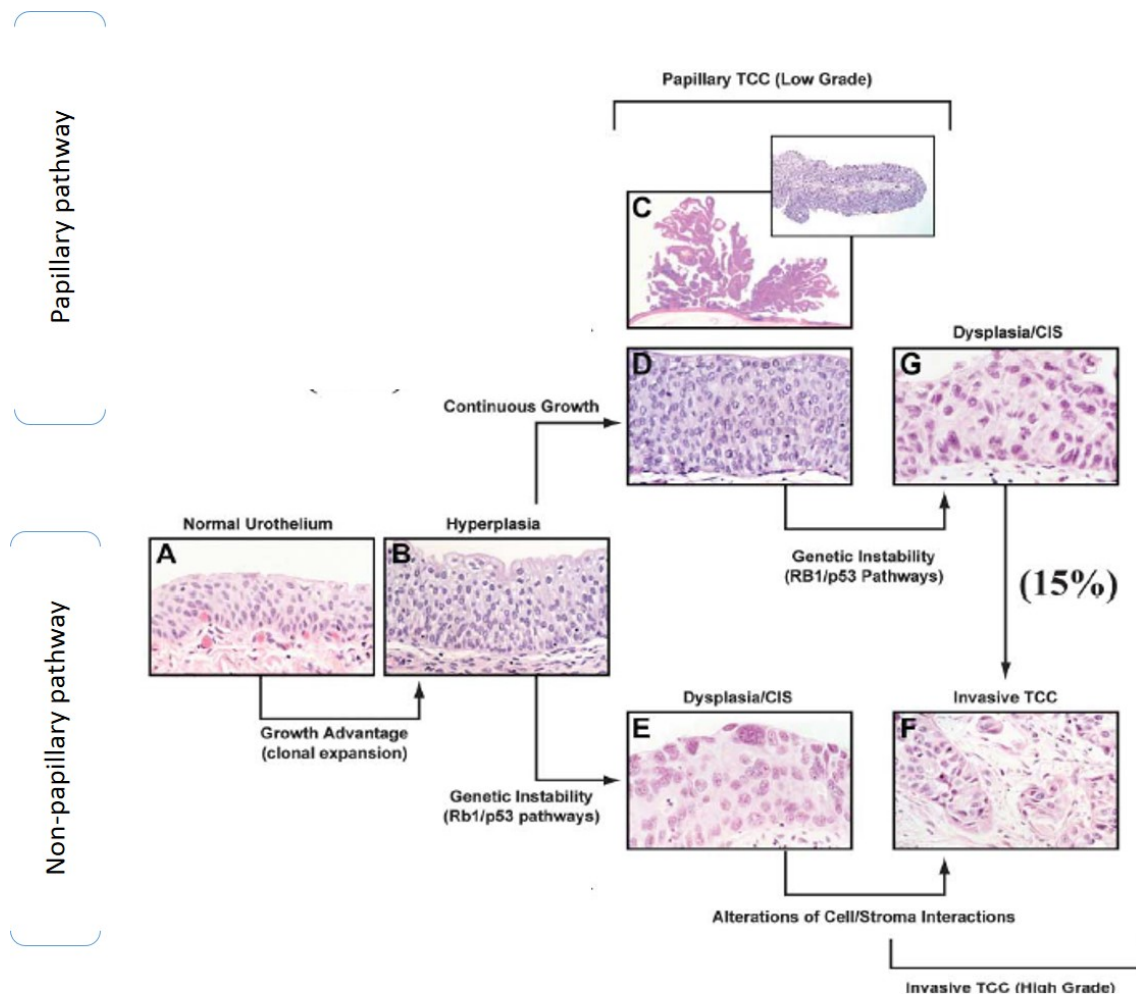 Papillary pathway
Papillary TCC (Low Grade)
C
D
Dysplasia/CIS
G
Continuous Growth
Genetic Instability
(RB1/p53 Pathways)
(15%)
Non-papillary pathway
Normal Urothelium
A
Hyperplasia
B
Growth Advantage
(clonal expansion)
Genetic Instability
(Rb1/p53 pathways)
Dysplasia/CIS
E
Invasive TCC
F
Alterations of Cell/Stroma Interactions
Invasive TCC (High Grade)